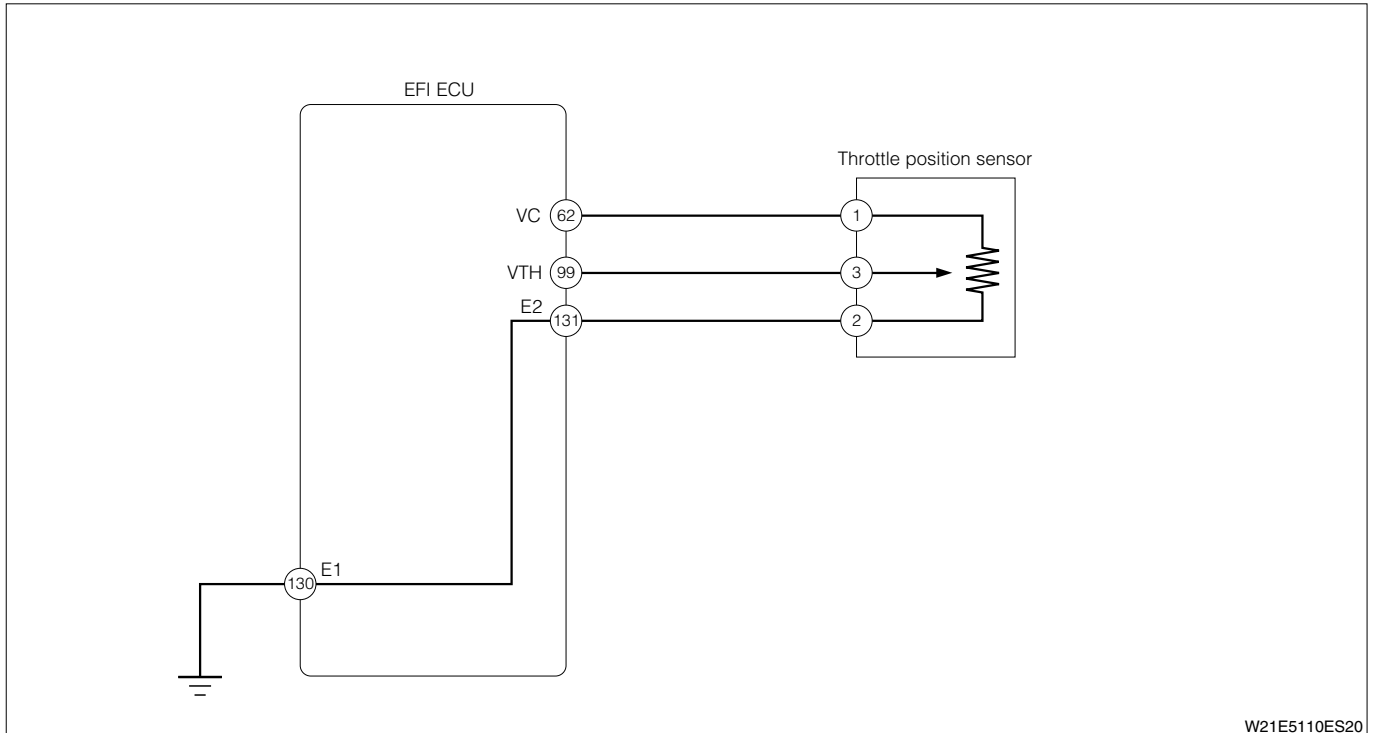 EFI ECU
Throttle position sensor
VC 62 1
VTH 99 3
E2 131 2
130 E1
W21E5110ES20